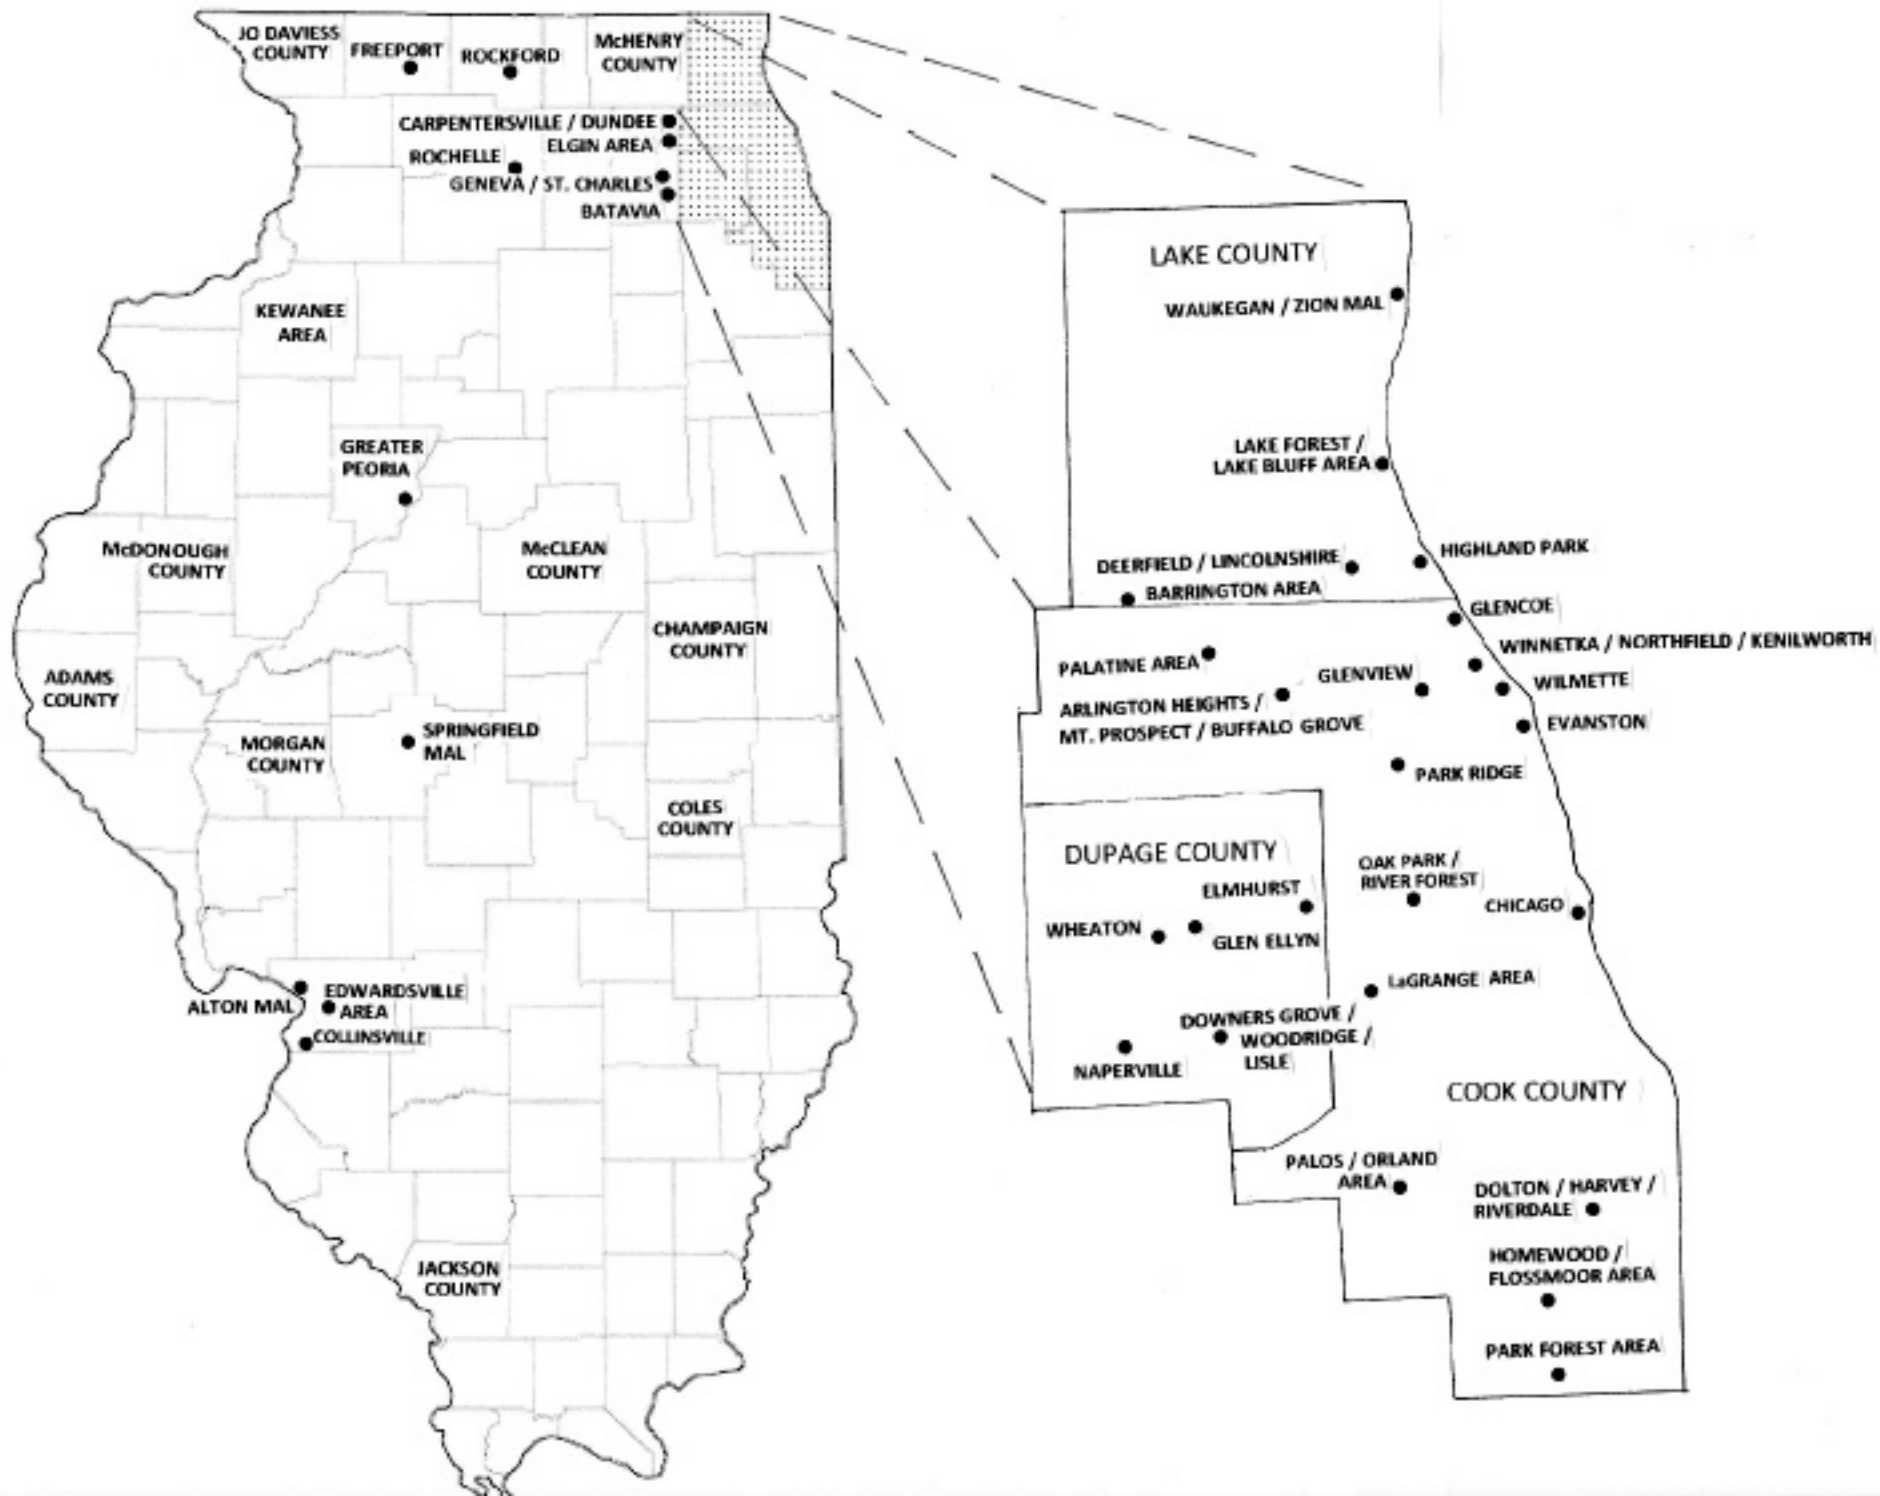 JO DAVIESS
COUNTY
FREEPORT
ROCKFORD
McHENRY
COUNTY
CARPENTERSVILLE / DUNDEE
ELGIN AREA
ROCHELLE
GENEVA / ST. CHARLES
BATAVIA
KEWANEE
AREA
GREATER
PEORIA
McDONOUGH
COUNTY
McCLEAN
COUNTY
CHAMPAIGN
COUNTY
ADAMS
COUNTY
MORGAN
COUNTY
SPRINGFIELD
MAL
COLES
COUNTY
ALTON MAL
EDWARDSVILLE
AREA
COLLINSVILLE
JACKSON
COUNTY
LAKE COUNTY
WAUKEGAN / ZION MAL
LAKE FOREST /
LAKE BLUFF AREA
DEERFIELD / LINCOLNSHIRE
HIGHLAND PARK
BARRINGTON AREA
GLENCOE
WINNETKA / NORTHFIELD / KENILWORTH
PALATINE AREA
GLENVIEW
WILMETTE
ARLINGTON HEIGHTS /
MT. PROSPECT / BUFFALO GROVE
EVANSTON
PARK RIDGE
DUPAGE COUNTY
OAK PARK /
RIVER FOREST
ELMHURST
CHICAGO
WHEATON
GLEN ELLYN
LaGRANGE AREA
DOWNERS GROVE /
WOODRIDGE /
LISLE
NAPERVILLE
COOK COUNTY
PALOS / ORLAND
AREA
DOLTON / HARVEY /
RIVERDALE
HOMEWOOD /
FLOSSMOOR AREA
PARK FOREST AREA